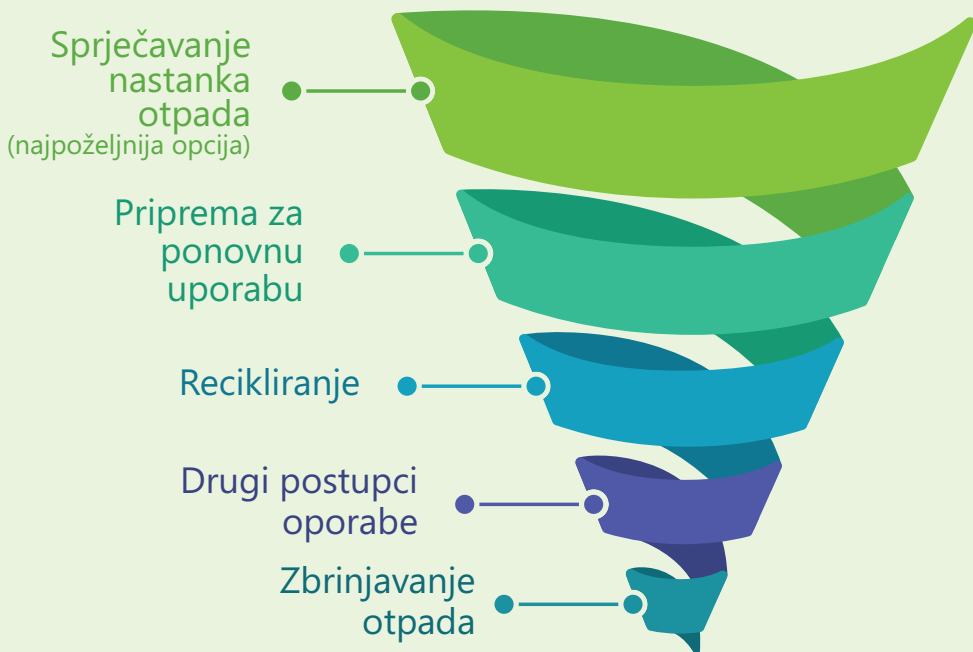 Sprječavanje
nastanka
otpada
(najpoželjnija opcija)
Priprema za
ponovnu
uporabu
Recikliranje
Drugi postupci
oporabe
Zbrinjavanje
otpada